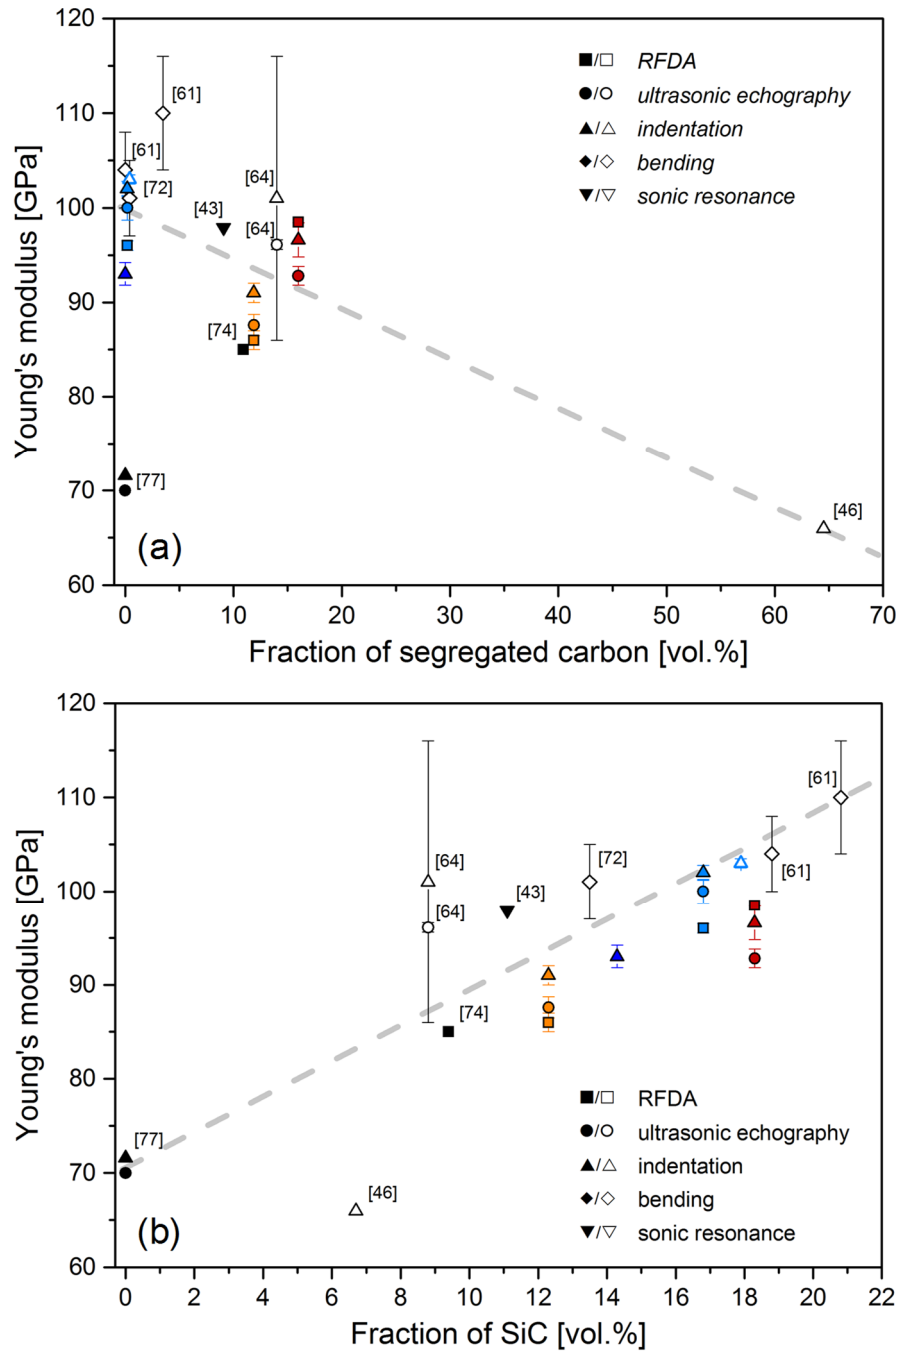 120
110
100
90
80
70
60
Young's modulus [GPa]
■/□ RFDA
●/○ ultrasonic echography
▲/△ indentation
◆/◇ bending
▼/▽ sonic resonance
[61]
[61]
[72]
[43]
[64]
[64]
[74]
[77]
[46]
(a)
0 10 20 30 40 50 60 70
Fraction of segregated carbon [vol.%]
120
110
100
90
80
70
60
Young's modulus [GPa]
[61]
[64]
[72]
[61]
[43]
[64]
[74]
[77]
[46]
■/□ RFDA
●/○ ultrasonic echography
▲/△ indentation
◆/◇ bending
▼/▽ sonic resonance
(b)
0 2 4 6 8 10 12 14 16 18 20 22
Fraction of SiC [vol.%]